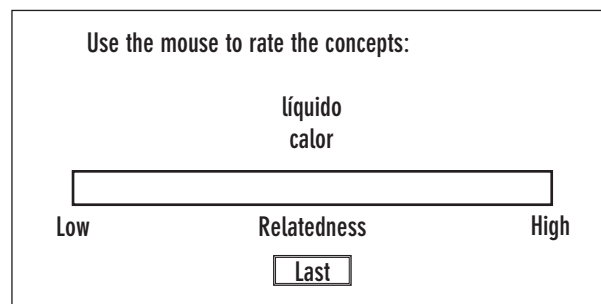 Use the mouse to rate the concepts:
líquido
calor
Low Relatedness High
Last